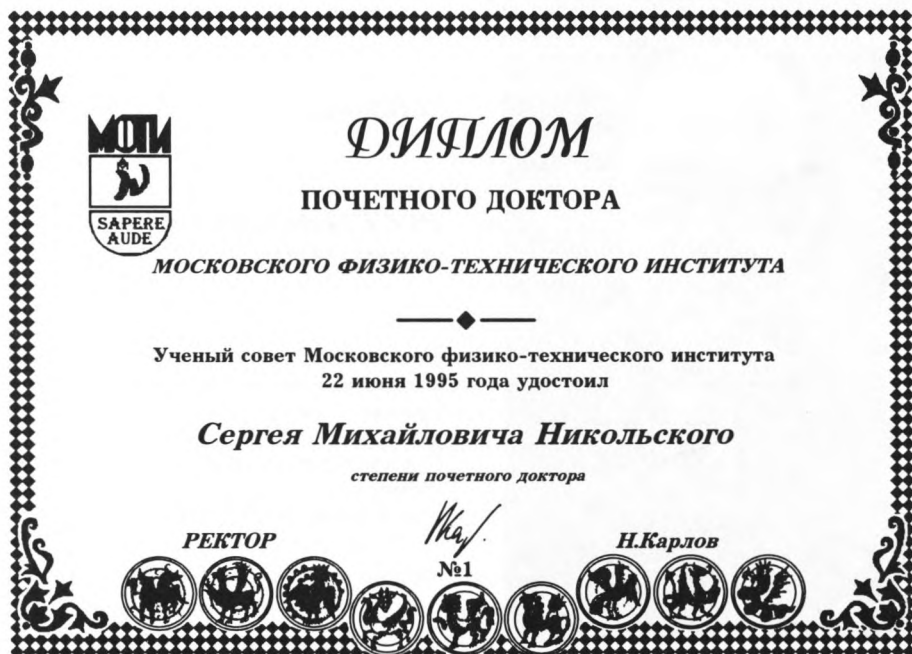 МФТИ
SAPERE
AUDE
ДИПЛОМ
ПОЧЕТНОГО ДОКТОРА
МОСКОВСКОГО ФИЗИКО-ТЕХНИЧЕСКОГО ИНСТИТУТА
Ученый совет Московского физико-технического института
22 июня 1995 года удостоил
Сергея Михайловича Никольского
степени почетного доктора
РЕКТОР
Н.Карлов
№1